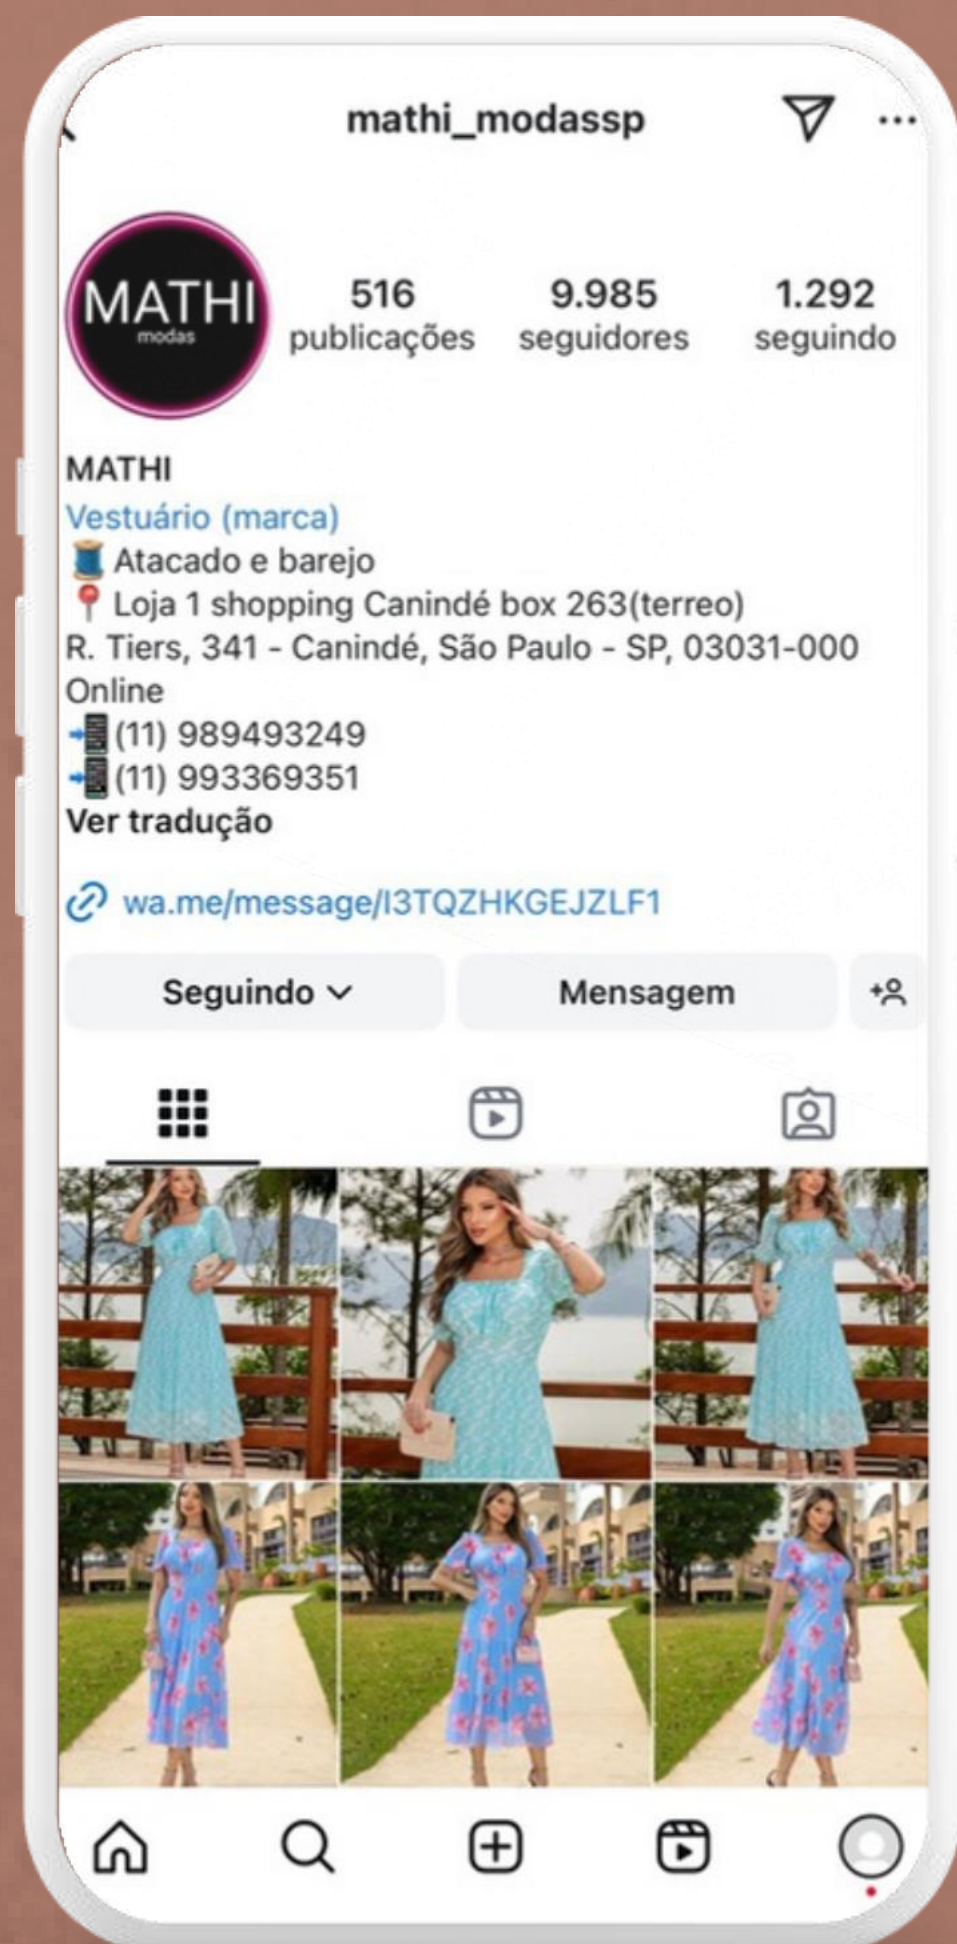 mathi_modassp
MATHI
modas
516
publicações
9.985
seguidores
1.292
seguindo
MATHI
Vestuário (marca)
Atacado e barejo
Loja 1 shopping Canindé box 263(terreo)
R. Tiers, 341 - Canindé, São Paulo - SP, 03031-000
Online
(11) 989493249
(11) 993369351
Ver tradução
wa.me/message/I3TQZHKGEJZLF1
Seguindo
Mensagem